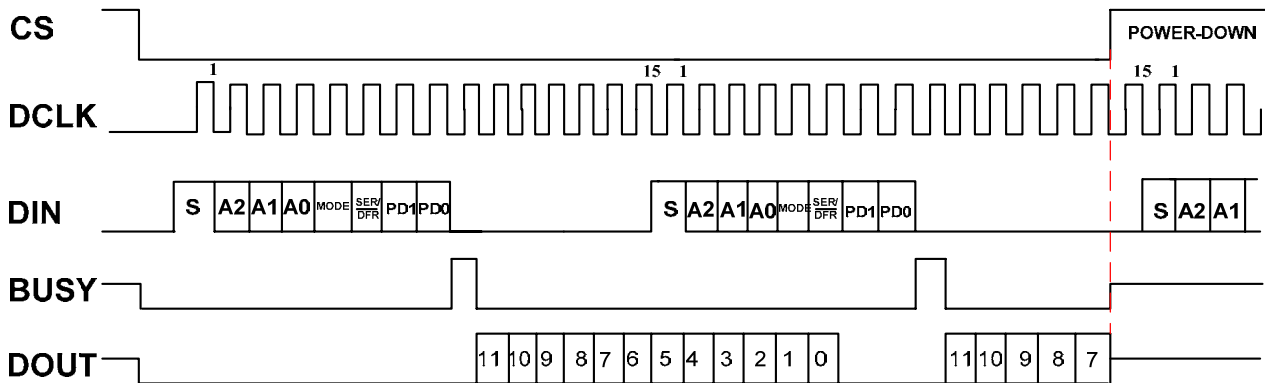 CS
POWER-DOWN
1
15
1
15
1
DCLK
DIN
S A2 A1 A0 MODE SER/DFR PD1 PD0
S A2 A1 A0 MODE SER/DFR PD1 PD0
S A2 A1
BUSY
DOUT
11 10 9 8 7 6 5 4 3 2 1 0
11 10 9 8 7